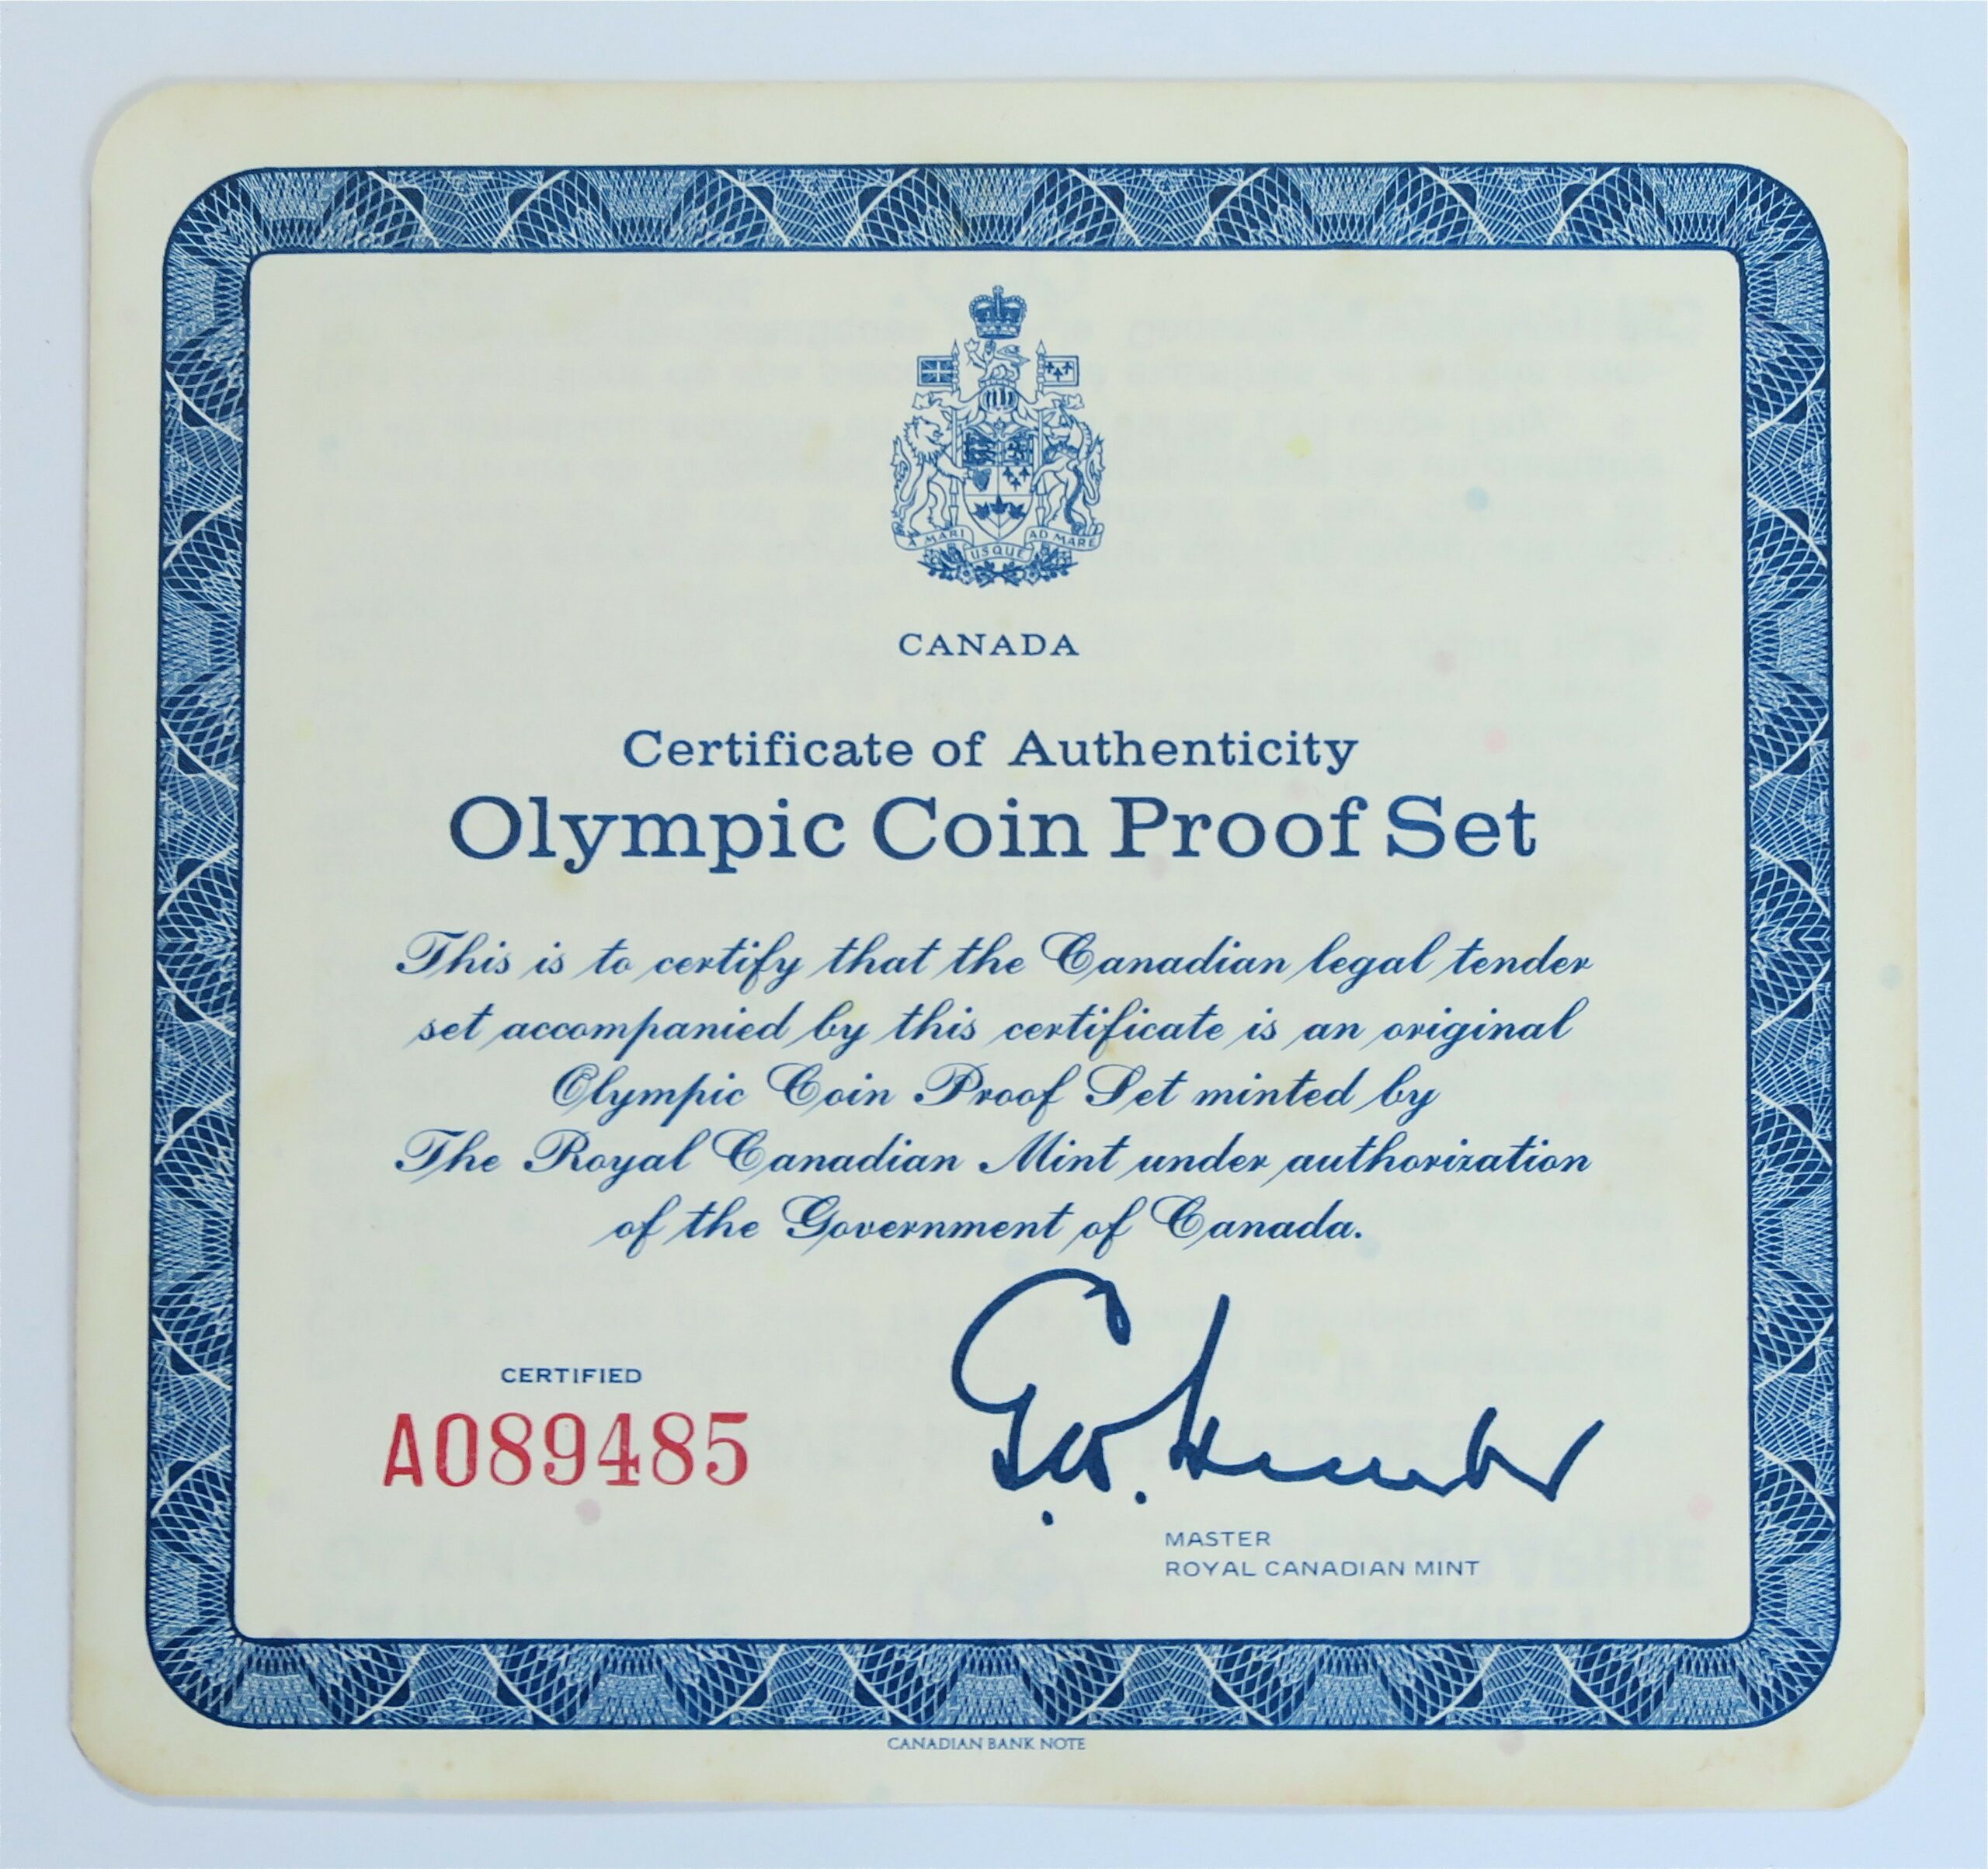 A MARI USQUE AD MARE
CANADA
Certificate of Authenticity
Olympic Coin Proof Set
This is to certify that the Canadian legal tender
set accompanied by this certificate is an original
Olympic Coin Proof Set minted by
The Royal Canadian Mint under authorization
of the Government of Canada.
CERTIFIED
A089485
MASTER
ROYAL CANADIAN MINT
CANADIAN BANK NOTE